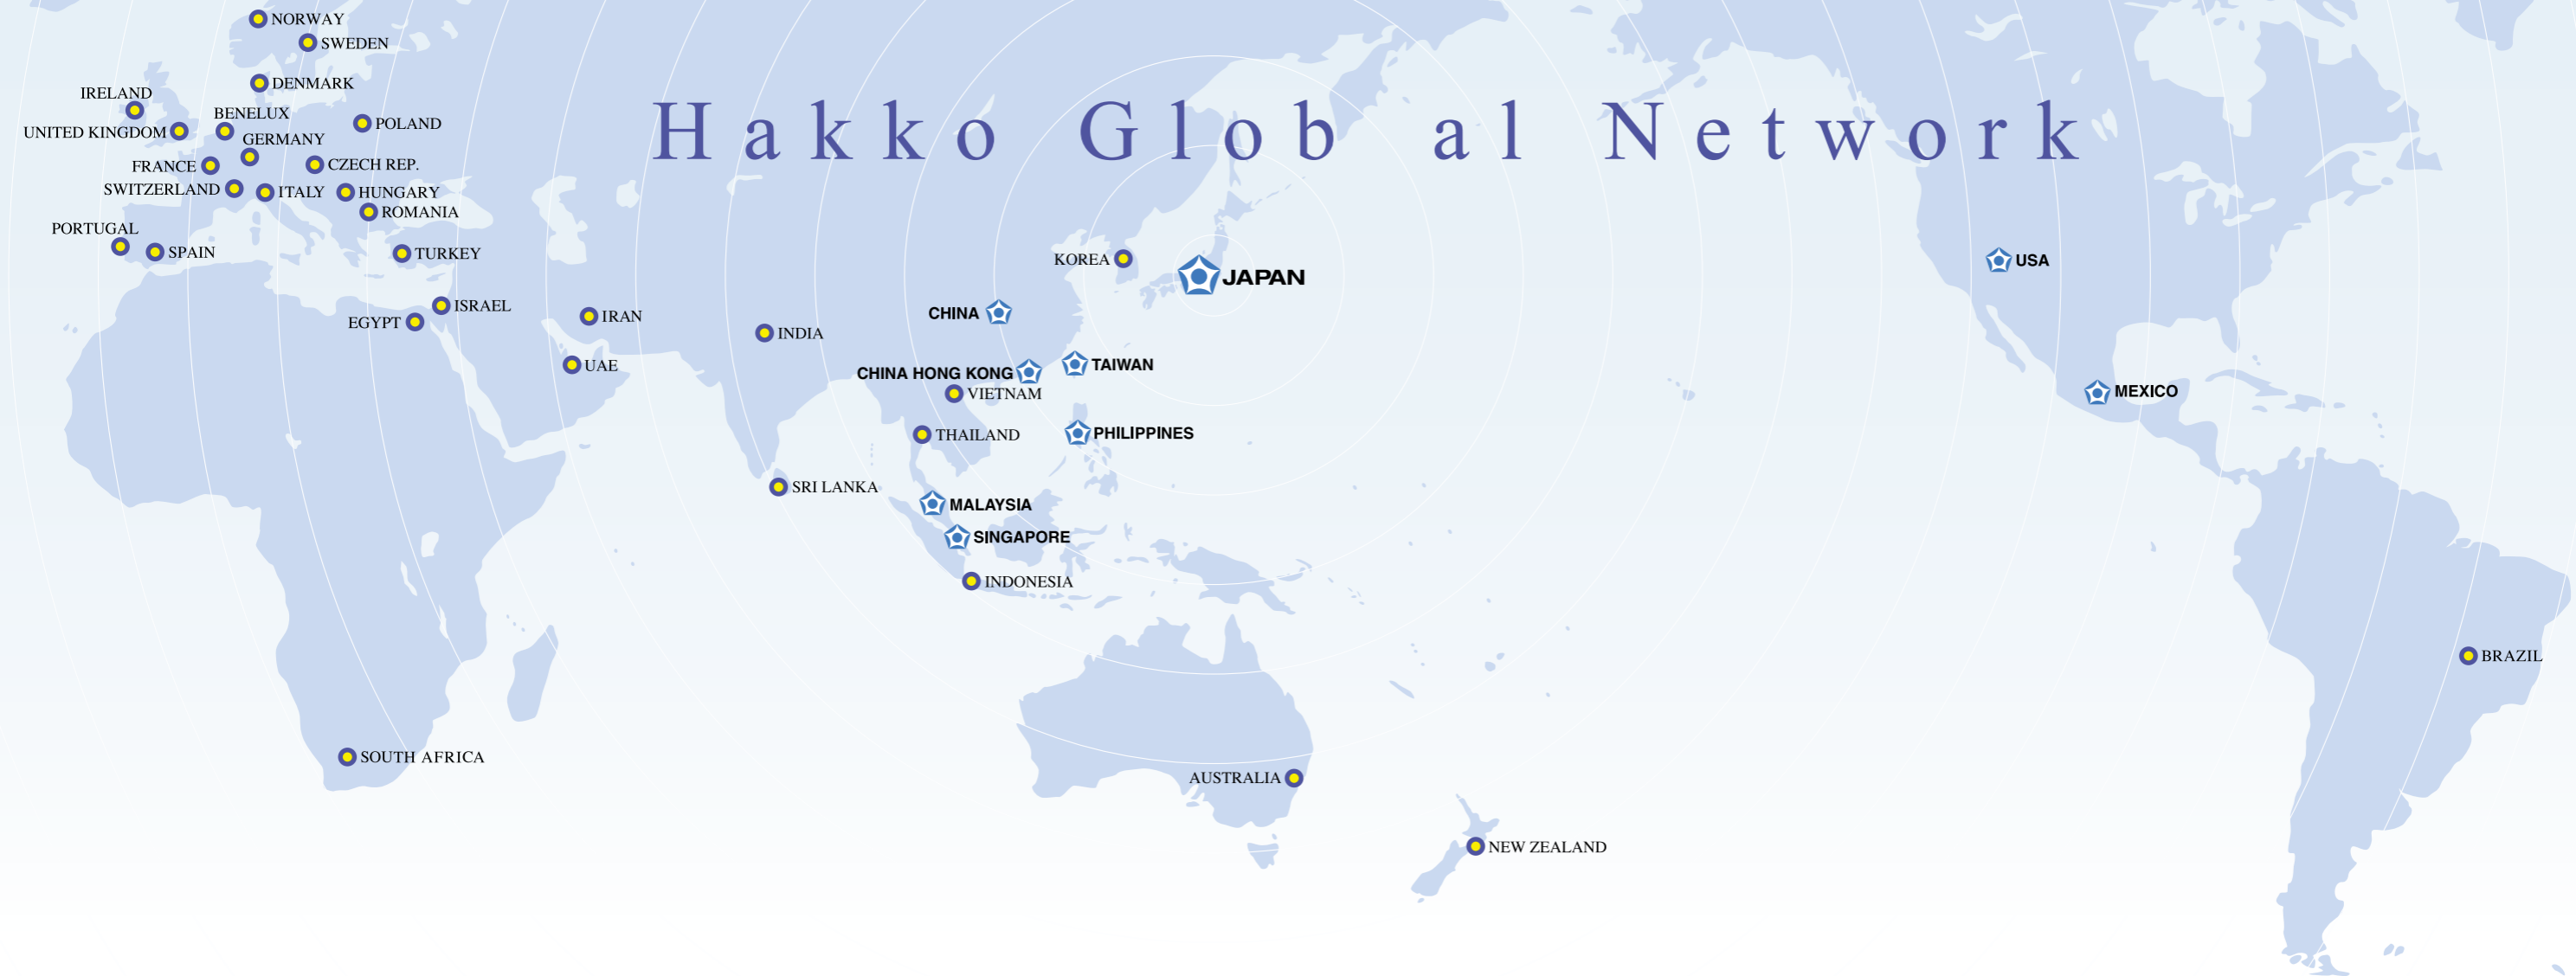 NORWAY
SWEDEN
DENMARK
IRELAND
BENELUX
UNITED KINGDOM
POLAND
GERMANY
FRANCE
CZECH REP.
SWITZERLAND
ITALY
HUNGARY
ROMANIA
PORTUGAL
SPAIN
TURKEY
Hakko Global Network
KOREA
JAPAN
USA
ISRAEL
EGYPT
IRAN
CHINA
INDIA
UAE
TAIWAN
CHINA HONG KONG
VIETNAM
MEXICO
THAILAND
PHILIPPINES
SRI LANKA
MALAYSIA
SINGAPORE
INDONESIA
BRAZIL
SOUTH AFRICA
AUSTRALIA
NEW ZEALAND